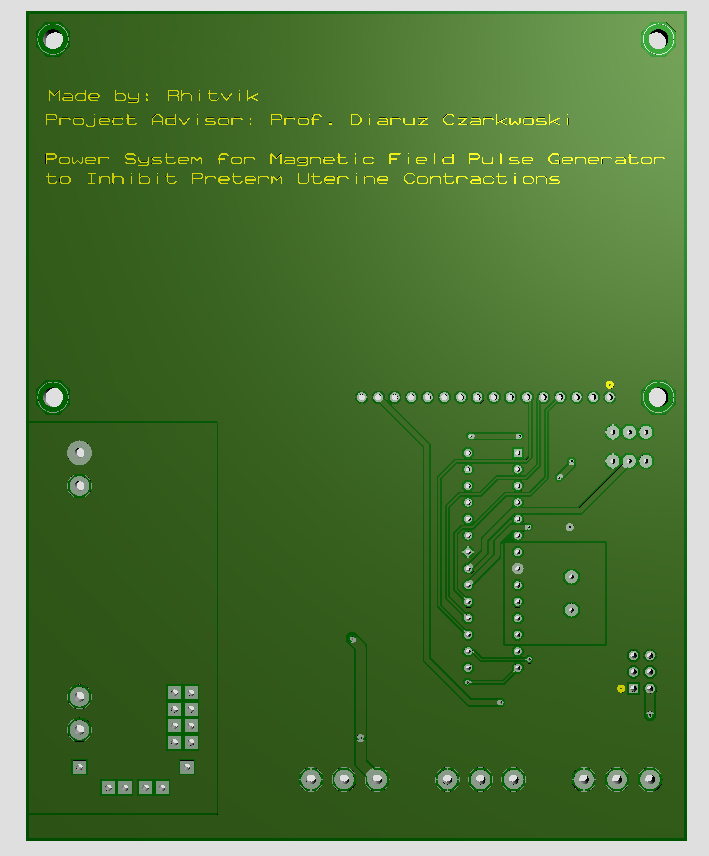 Made by: Rhitvik
Project Advisor: Prof. Diaruz Czarkwoski
Power System for Magnetic Field Pulse Generator
to Inhibit Preterm Uterine Contractions